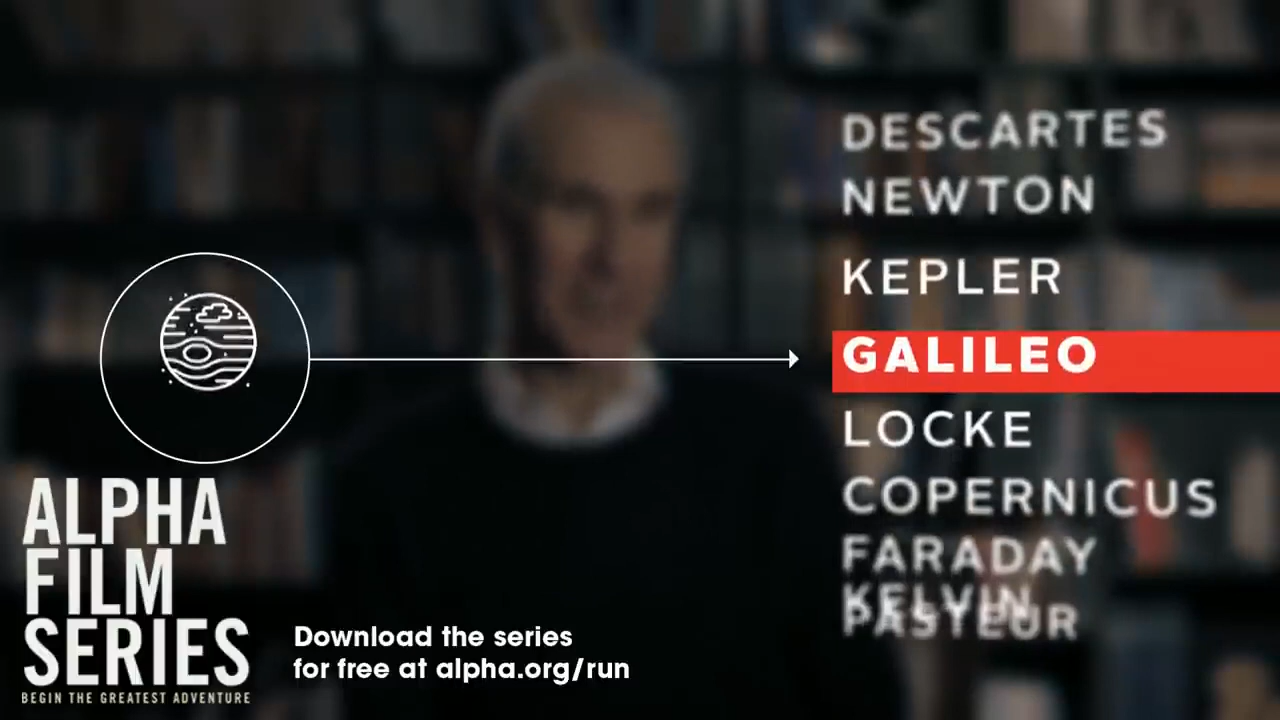 DESCARTES
NEWTON
KEPLER
GALILEO
LOCKE
COPERNICUS
FARADAY
KELVIN
PASTEUR
ALPHA
FILM
SERIES
BEGIN THE GREATEST ADVENTURE
Download the series
for free at alpha.org/run